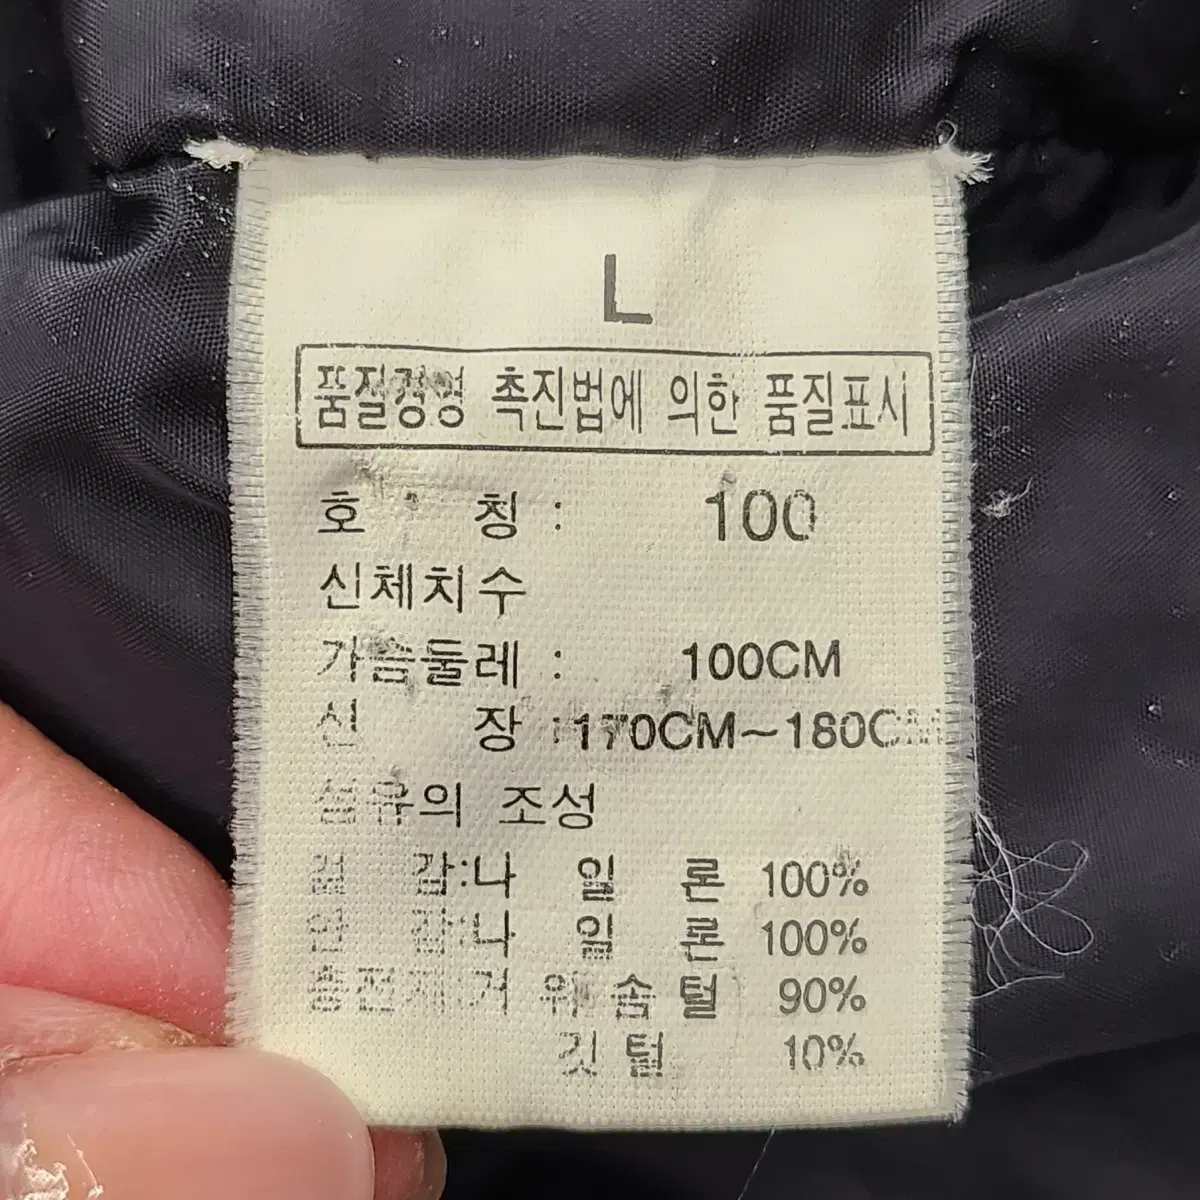 L
품질경영 촉진법에 의한 품질표시
호 칭 : 100
신체치수
가슴둘레 : 100CM
신 장 : 170CM~180CM
섬유의 조성
겉 감:나 일 론 100%
안 감:나 일 론 100%
충전재:거 위 솜 털 90%
깃 털 10%